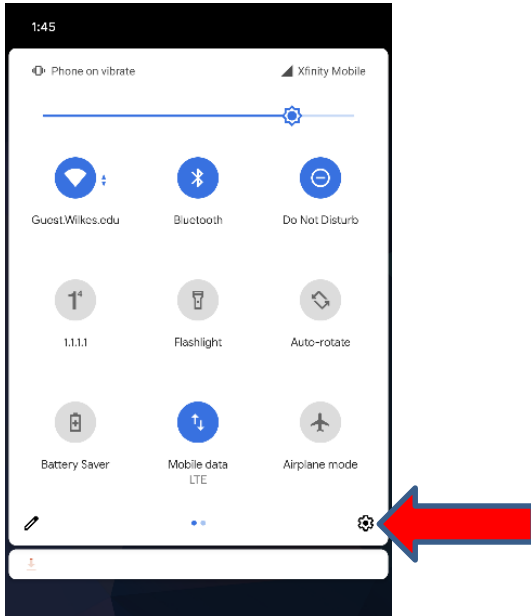 1:45
Phone on vibrate
Xfinity Mobile
Guest.Wilkes.edu
Bluetooth
Do Not Disturb
1⁴
1.1.1.1
Flashlight
Auto-rotate
Battery Saver
Mobile data
LTE
Airplane mode